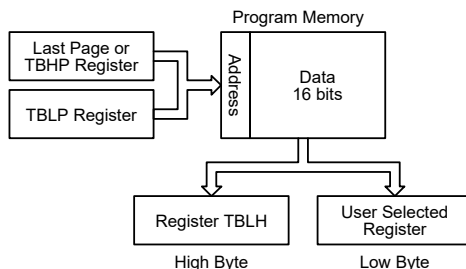 Program Memory
Last Page or
TBHP Register
TBLP Register
Address
Data
16 bits
Register TBLH
User Selected
Register
High Byte
Low Byte